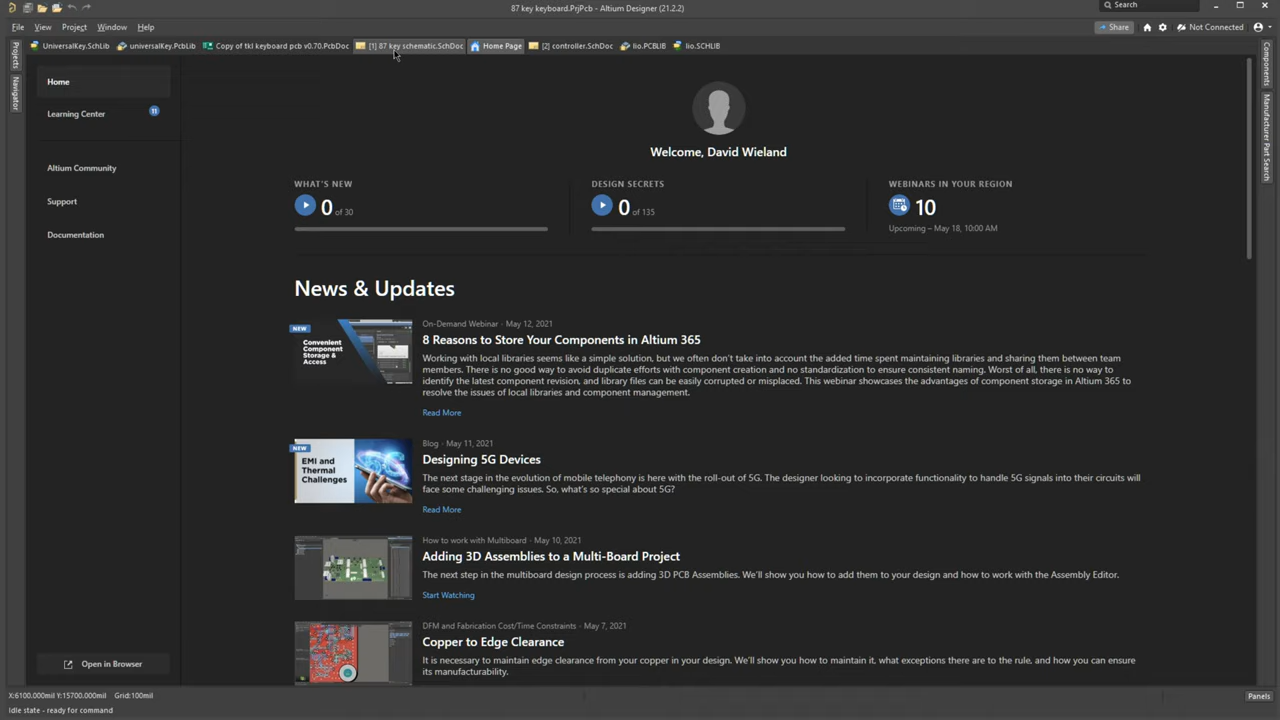 87 key keyboard.PrjPcb - Altium Designer (21.2.2)
Search
File View Project Window Help
Share
Not Connected
UniversalKey.SchLib
universalKey.PcbLib
Copy of tkl keyboard pcb v0.70.PcbDoc
[1] 87 key schematic.SchDoc
Home Page
[2] controller.SchDoc
lio.PCBLIB
lio.SCHLIB
Projects
Navigator
Components
Manufacturer Part Search
Home
Learning Center
11
Altium Community
Support
Documentation
Open in Browser
Welcome, David Wieland
WHAT'S NEW
0 of 30
DESIGN SECRETS
0 of 135
WEBINARS IN YOUR REGION
10
Upcoming – May 18, 10:00 AM
News & Updates
NEW
Convenient
Component
Storage &
Access
On-Demand Webinar · May 12, 2021
8 Reasons to Store Your Components in Altium 365
Working with local libraries seems like a simple solution, but we often don't take into account the added time spent maintaining libraries and sharing them between team
members. There is no good way to avoid duplicate efforts with component creation and no standardization to ensure consistent naming. Worst of all, there is no way to
identify the latest component revision, and library files can be easily corrupted or misplaced. This webinar showcases the advantages of component storage in Altium 365 to
resolve the issues of local libraries and component management.
Read More
NEW
EMI and
Thermal
Challenges
Blog · May 11, 2021
Designing 5G Devices
The next stage in the evolution of mobile telephony is here with the roll-out of 5G. The designer looking to incorporate functionality to handle 5G signals into their circuits will
face some challenging issues. So, what's so special about 5G?
Read More
How to work with Multiboard · May 10, 2021
Adding 3D Assemblies to a Multi-Board Project
The next step in the multiboard design process is adding 3D PCB Assemblies. We'll show you how to add them to your design and how to work with the Assembly Editor.
Start Watching
DFM and Fabrication Cost/Time Constraints · May 7, 2021
Copper to Edge Clearance
It is necessary to maintain edge clearance from your copper in your design. We'll show you how to maintain it, what exceptions there are to the rule, and how you can ensure
its manufacturability.
X:6100.000mil Y:15700.000mil Grid:100mil
Panels
Idle state - ready for command